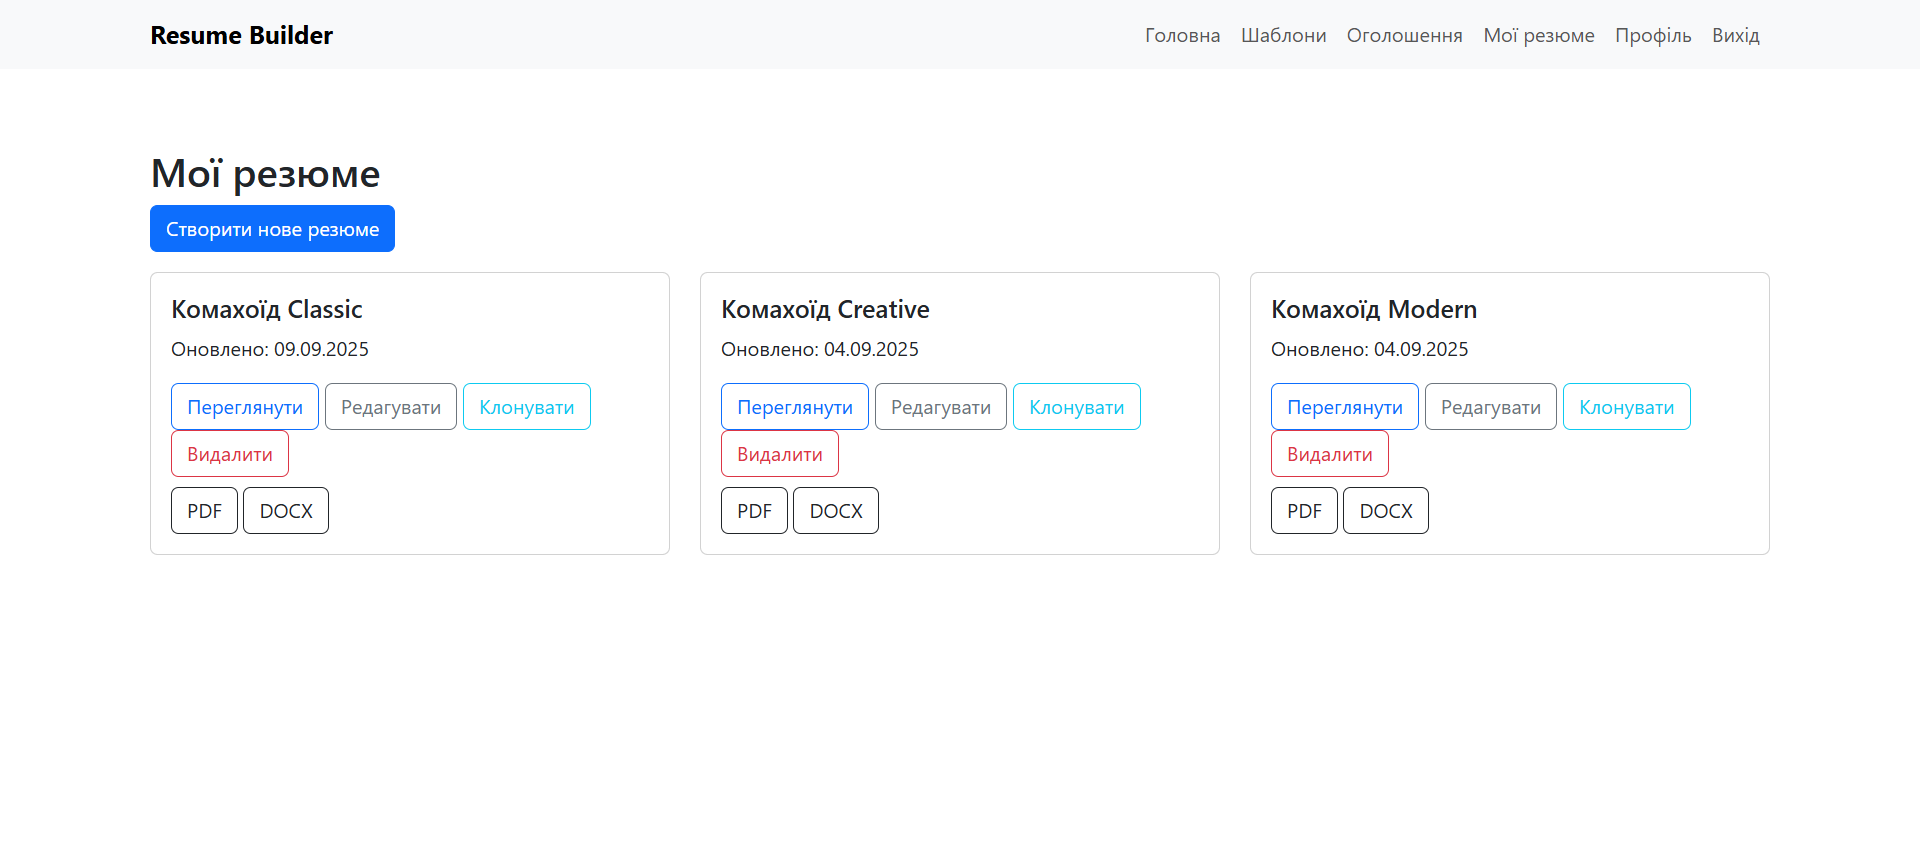 Resume Builder
Головна Шаблони Оголошення Мої резюме Профіль Вихід
Мої резюме
Створити нове резюме
Комахоїд Classic
Оновлено: 09.09.2025
Переглянути Редагувати Клонувати
Видалити
PDF DOCX
Комахоїд Creative
Оновлено: 04.09.2025
Переглянути Редагувати Клонувати
Видалити
PDF DOCX
Комахоїд Modern
Оновлено: 04.09.2025
Переглянути Редагувати Клонувати
Видалити
PDF DOCX